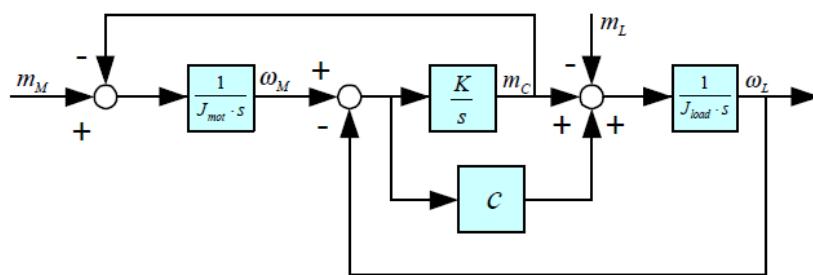 m_L
- -
m_M 1 / J_mot · s ω_M + K / s m_C 1 / J_load · s ω_L
+ - + +
C